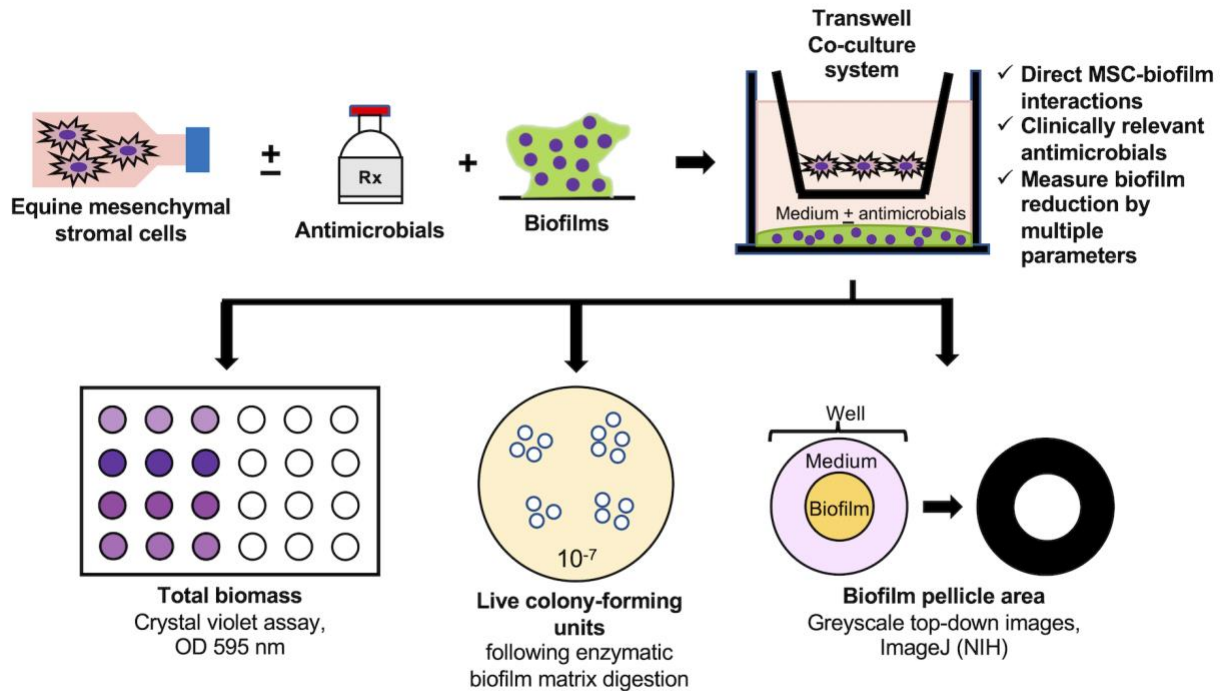 Transwell
Co-culture
system
✓ Direct MSC-biofilm
interactions
✓ Clinically relevant
antimicrobials
✓ Measure biofilm
reduction by
multiple
parameters
±
Rx
+
Medium ± antimicrobials
Equine mesenchymal
stromal cells
Antimicrobials
Biofilms
Well
Medium
Biofilm
10⁻⁷
Total biomass
Crystal violet assay,
OD 595 nm
Live colony-forming
units
following enzymatic
biofilm matrix digestion
Biofilm pellicle area
Greyscale top-down images,
ImageJ (NIH)